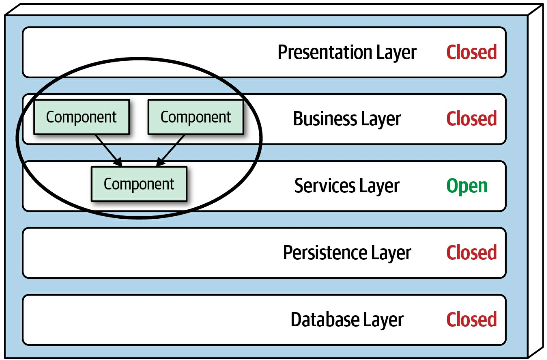 Presentation Layer Closed
Component Component Business Layer Closed
Component Services Layer Open
Persistence Layer Closed
Database Layer Closed